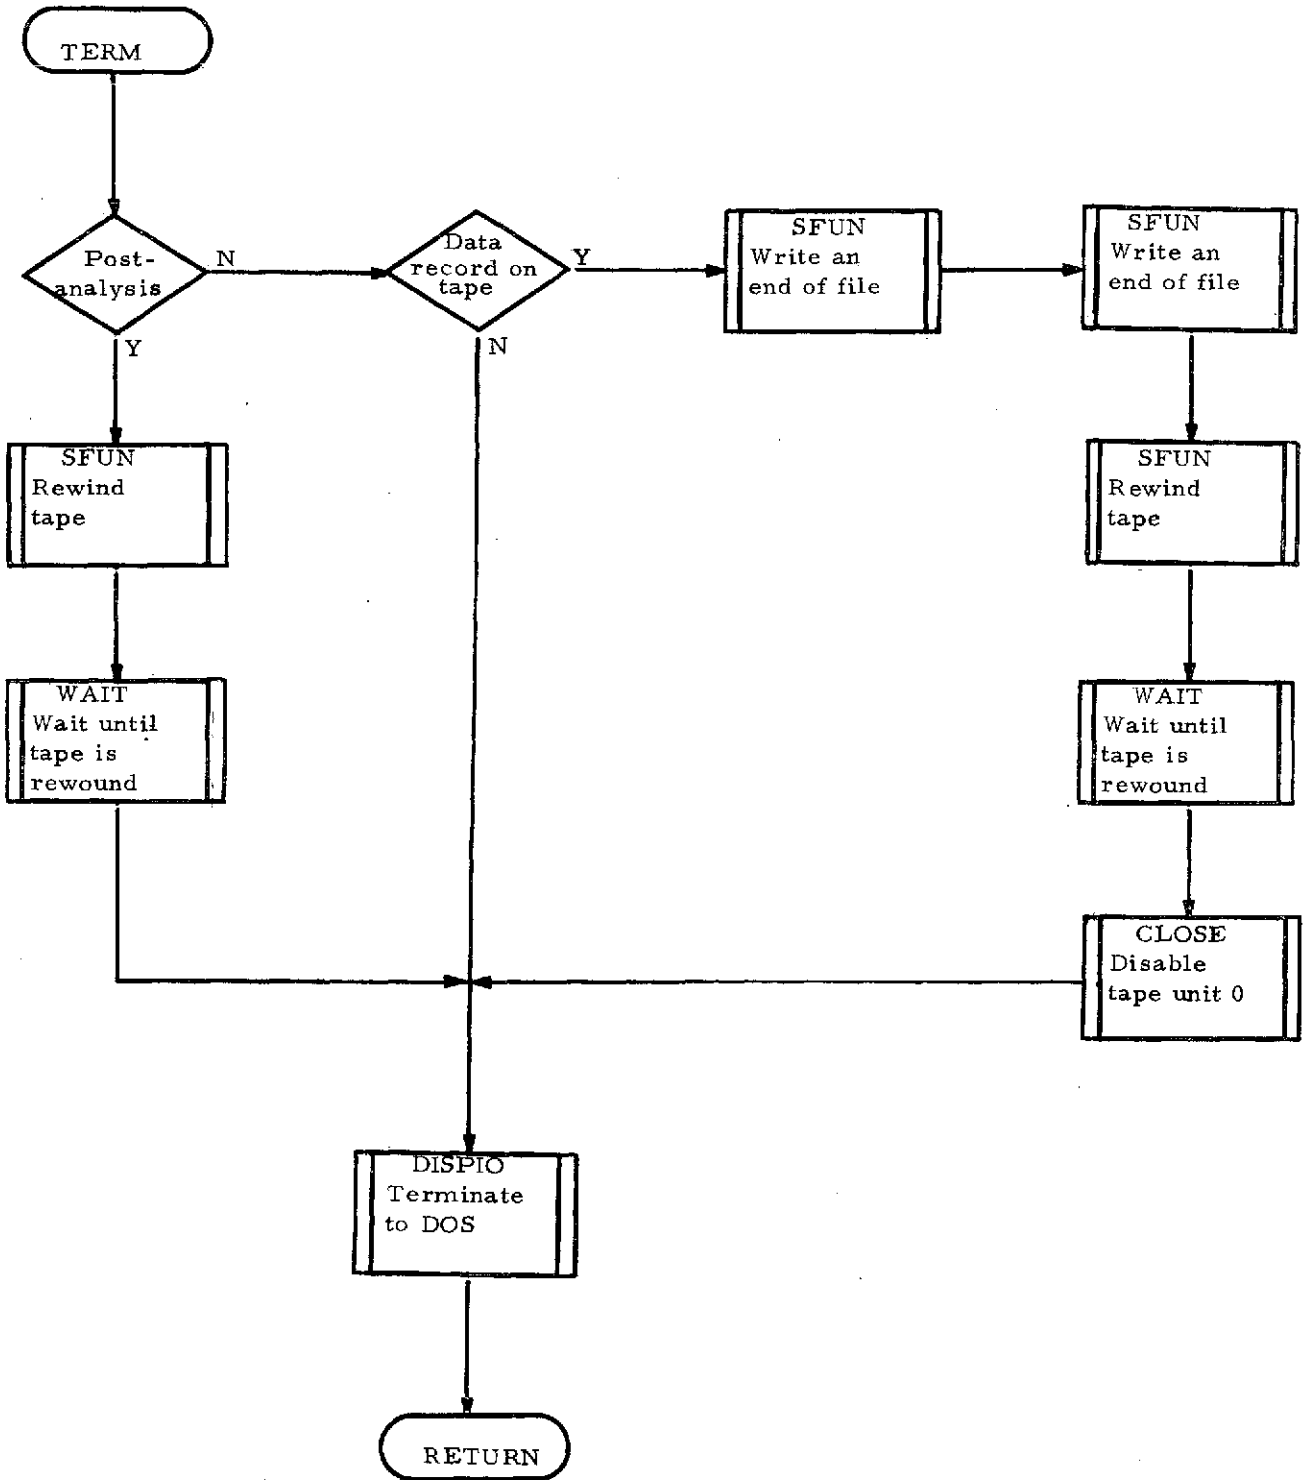 TERM
Post-
analysis
N
Y
Data
record on
tape
Y
N
SFUN
Write an
end of file
SFUN
Write an
end of file
SFUN
Rewind
tape
SFUN
Rewind
tape
WAIT
Wait until
tape is
rewound
WAIT
Wait until
tape is
rewound
CLOSE
Disable
tape unit 0
DISPIO
Terminate
to DOS
RETURN